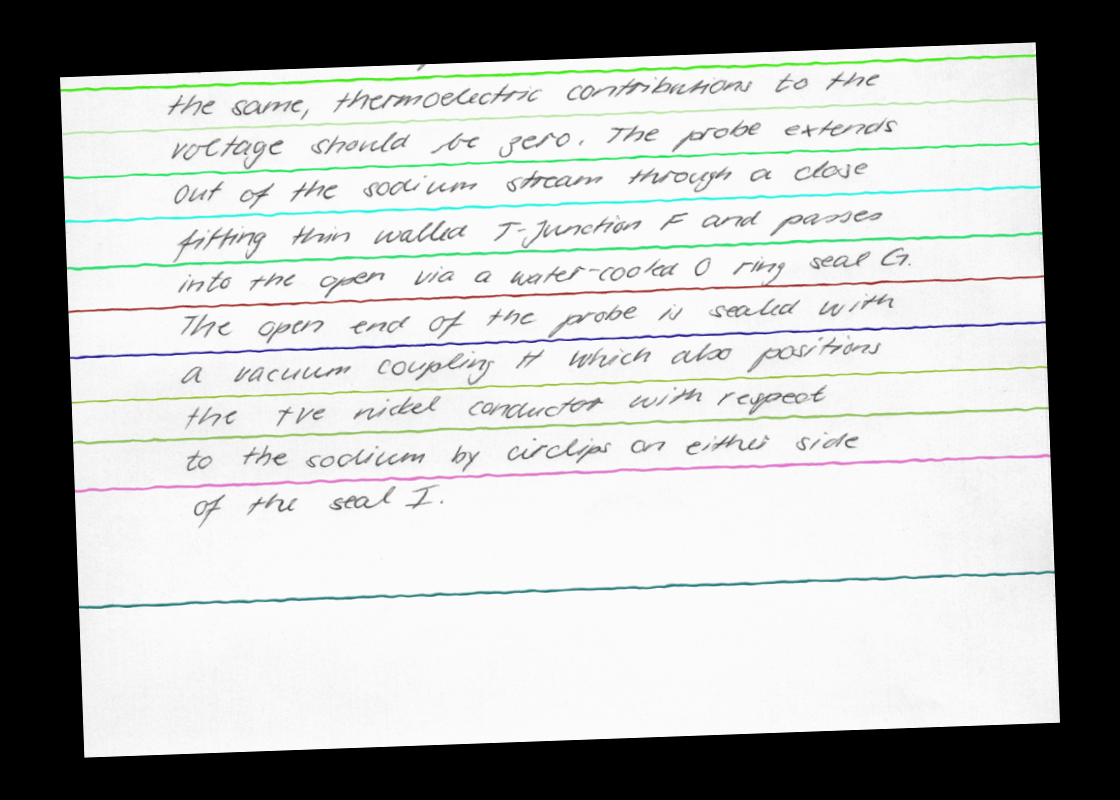 the same, thermoelectric contributions to the
voltage should be zero. The probe extends
out of the sodium stream through a close
fitting thin walled T-Junction F and passes
into the open via a water-cooled O ring seal G.
The open end of the probe is sealed with
a vacuum coupling H which also positions
the +ve nickel conductor with respect
to the sodium by circlips on either side
of the seal I.